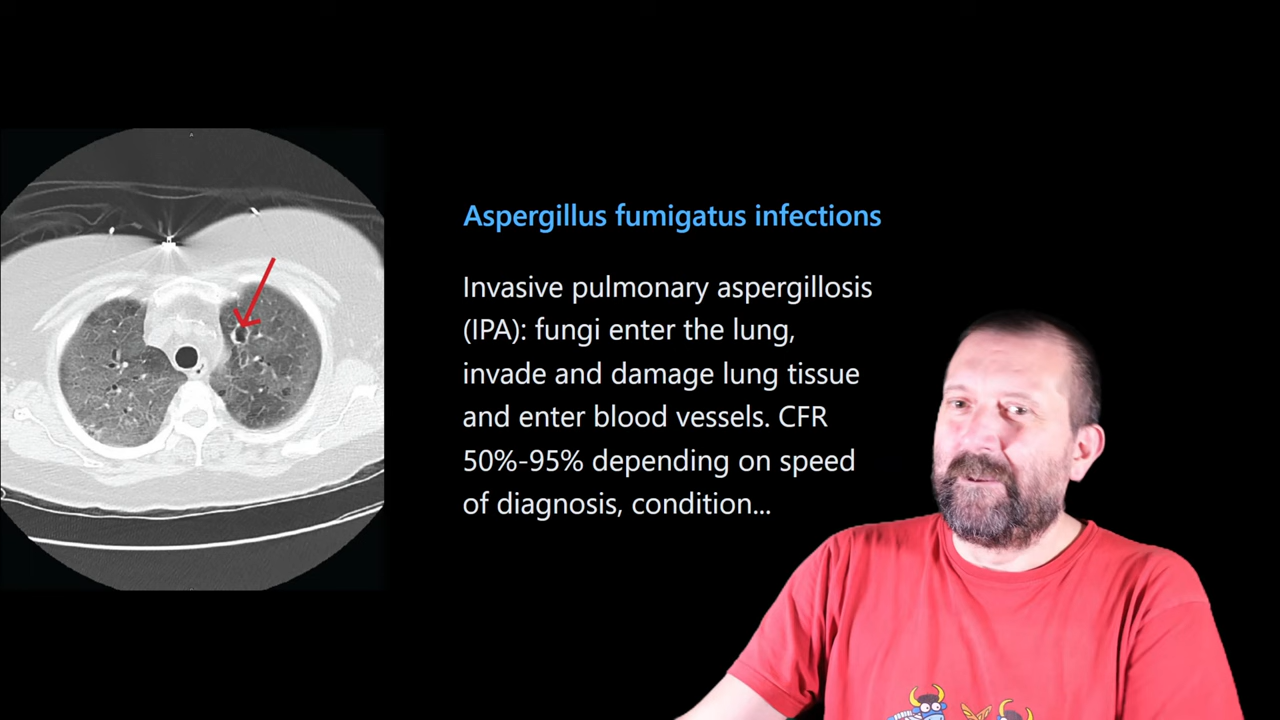 Aspergillus fumigatus infections
Invasive pulmonary aspergillosis
(IPA): fungi enter the lung,
invade and damage lung tissue
and enter blood vessels. CFR
50%-95% depending on speed
of diagnosis, condition...